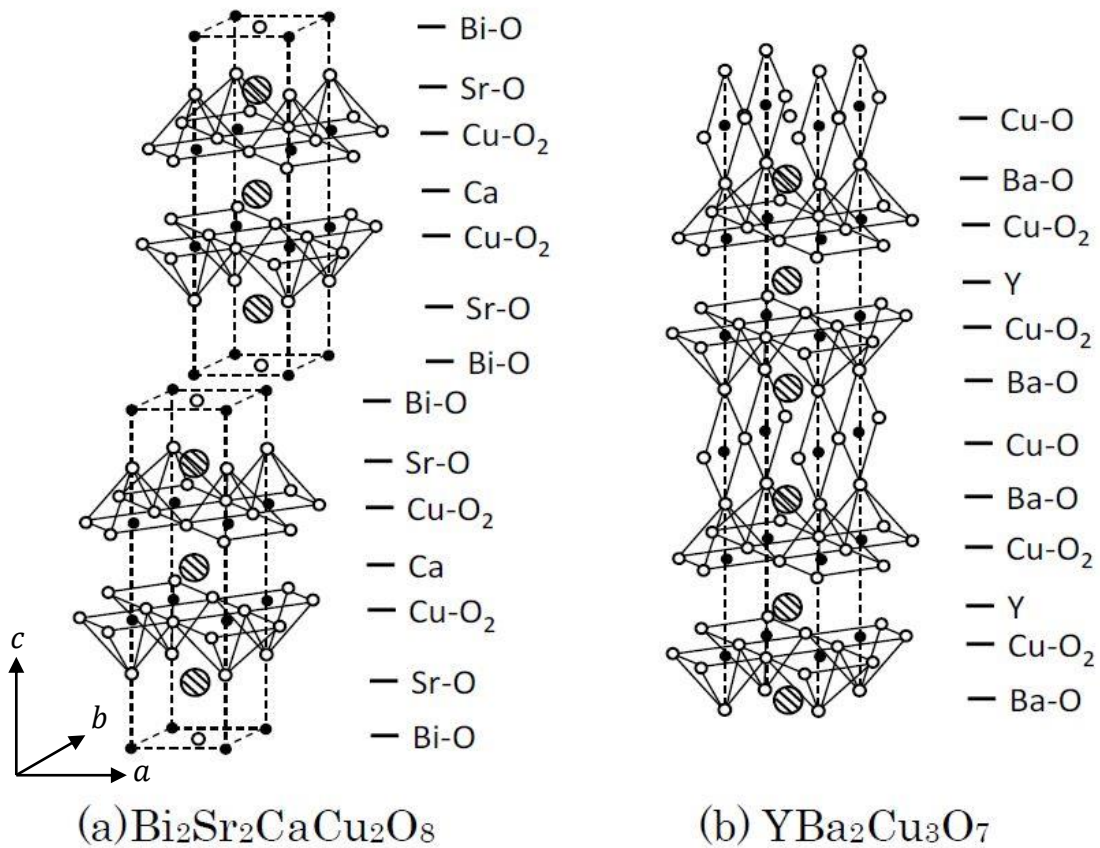 Bi-O
Sr-O
Cu-O₂
Ca
Cu-O₂
Sr-O
Bi-O
Bi-O
Sr-O
Cu-O₂
Ca
Cu-O₂
Sr-O
Bi-O
c
b
a
(a)Bi₂Sr₂CaCu₂O₈
Cu-O
Ba-O
Cu-O₂
Y
Cu-O₂
Ba-O
Cu-O
Ba-O
Cu-O₂
Y
Cu-O₂
Ba-O
(b) YBa₂Cu₃O₇